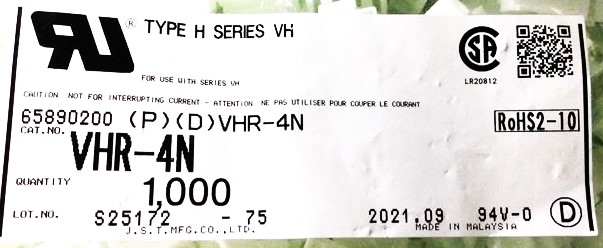 RU ® TYPE H SERIES VH
SA
LR20812
FOR USE WITH SERIES VH
CAUTION NOT FOR INTERRUPTING CURRENT - ATTENTION NE PAS UTILISER POUR COUPER LE COURANT
65890200 (P)(D)VHR-4N RoHS2-10
CAT.NO. VHR-4N
QUANTITY 1,000
LOT.NO. S25172 - 75 2021.09 94V-0 D
J.S.T.MFG.CO.,LTD. MADE IN MALAYSIA